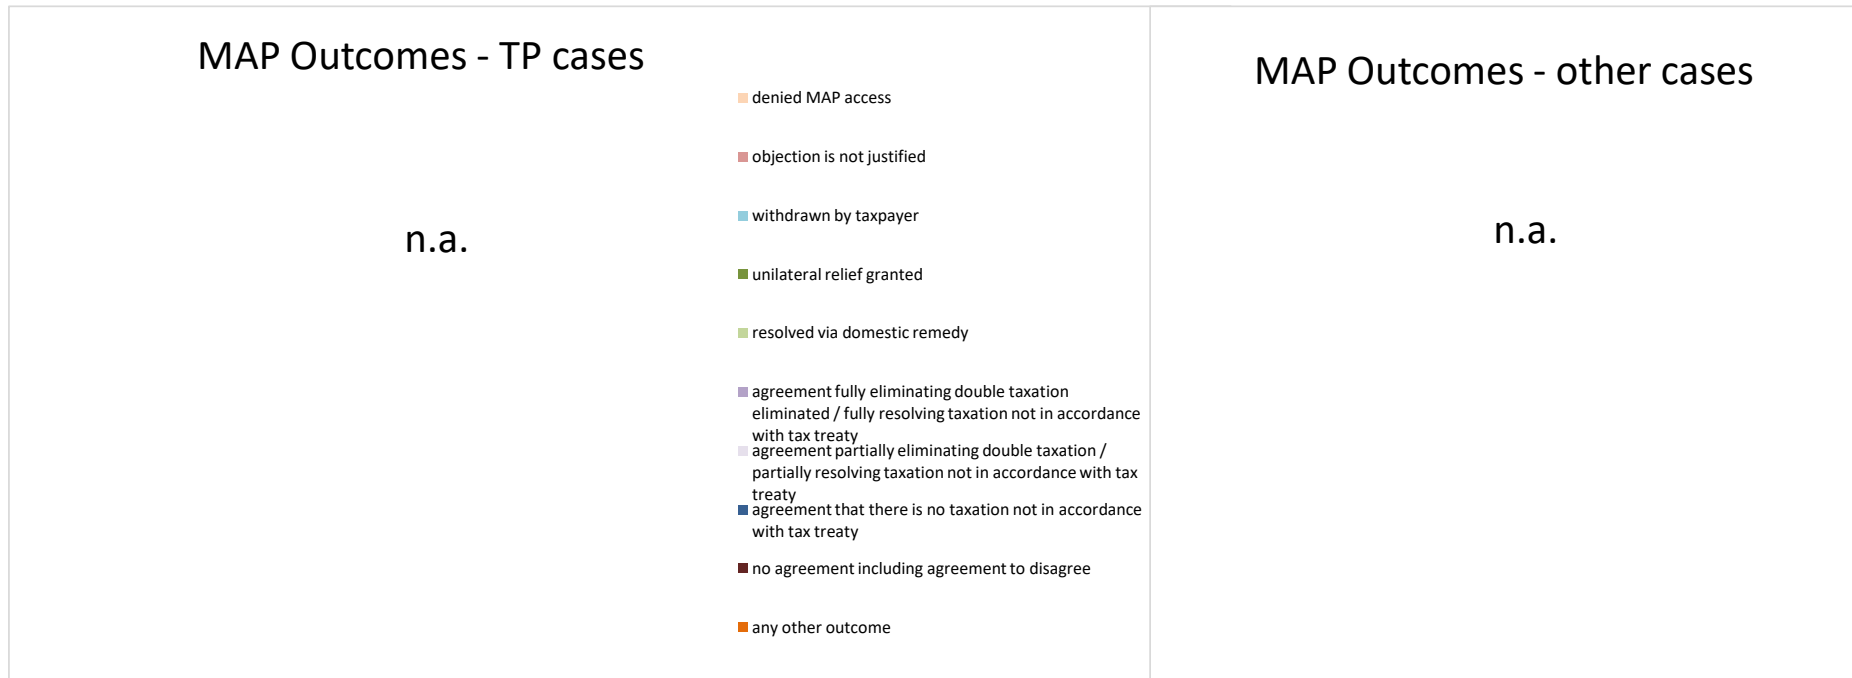 MAP Outcomes - TP cases
n.a.
denied MAP access
objection is not justified
withdrawn by taxpayer
unilateral relief granted
resolved via domestic remedy
agreement fully eliminating double taxation
eliminated / fully resolving taxation not in accordance
with tax treaty
agreement partially eliminating double taxation /
partially resolving taxation not in accordance with tax
treaty
agreement that there is no taxation not in accordance
with tax treaty
no agreement including agreement to disagree
any other outcome
MAP Outcomes - other cases
n.a.